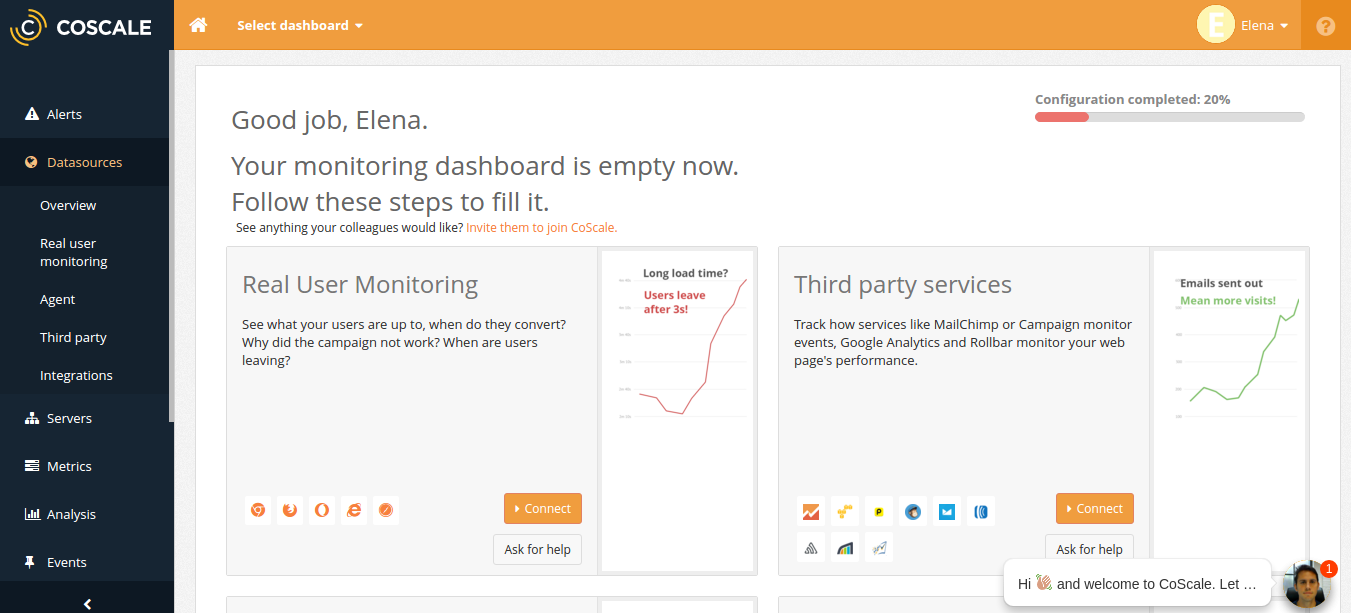 COSCALE
Select dashboard
E
Elena
?
Alerts
Datasources
Overview
Real user
monitoring
Agent
Third party
Integrations
Servers
Metrics
Analysis
Events
Configuration completed: 20%
Good job, Elena.
Your monitoring dashboard is empty now.
Follow these steps to fill it.
See anything your colleagues would like? Invite them to join CoScale.
Real User Monitoring
See what your users are up to, when do they convert?
Why did the campaign not work? When are users
leaving?
Connect
Ask for help
Long load time?
Users leave
after 3s!
Third party services
Track how services like MailChimp or Campaign monitor
events, Google Analytics and Rollbar monitor your web
page's performance.
Connect
Ask for help
Emails sent out
Mean more visits!
Hi 👋🏼 and welcome to CoScale. Let …
1